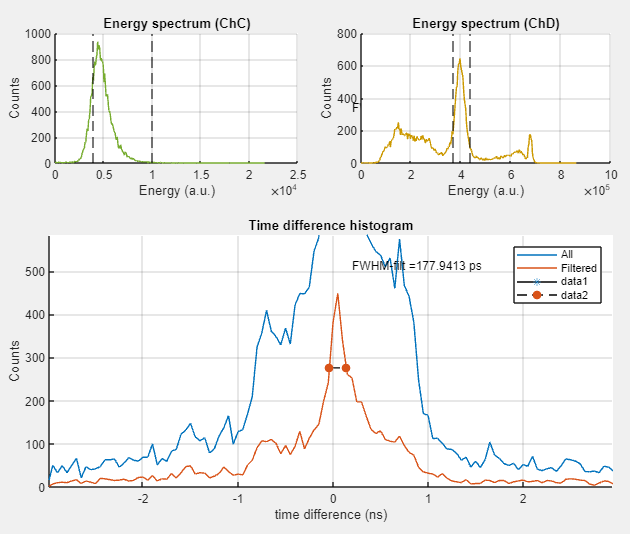 Energy spectrum (ChC)
Energy spectrum (ChD)
1000
800
600
400
200
0
Counts
0
0.5
1
1.5
2
2.5
Energy (a.u.)
×10^4
800
600
400
200
0
Counts
F
0
2
4
6
8
10
Energy (a.u.)
×10^5
Time difference histogram
500
400
300
200
100
0
Counts
FWHM-filt =177.9413 ps
All
Filtered
data1
data2
-2
-1
0
1
2
time difference (ns)